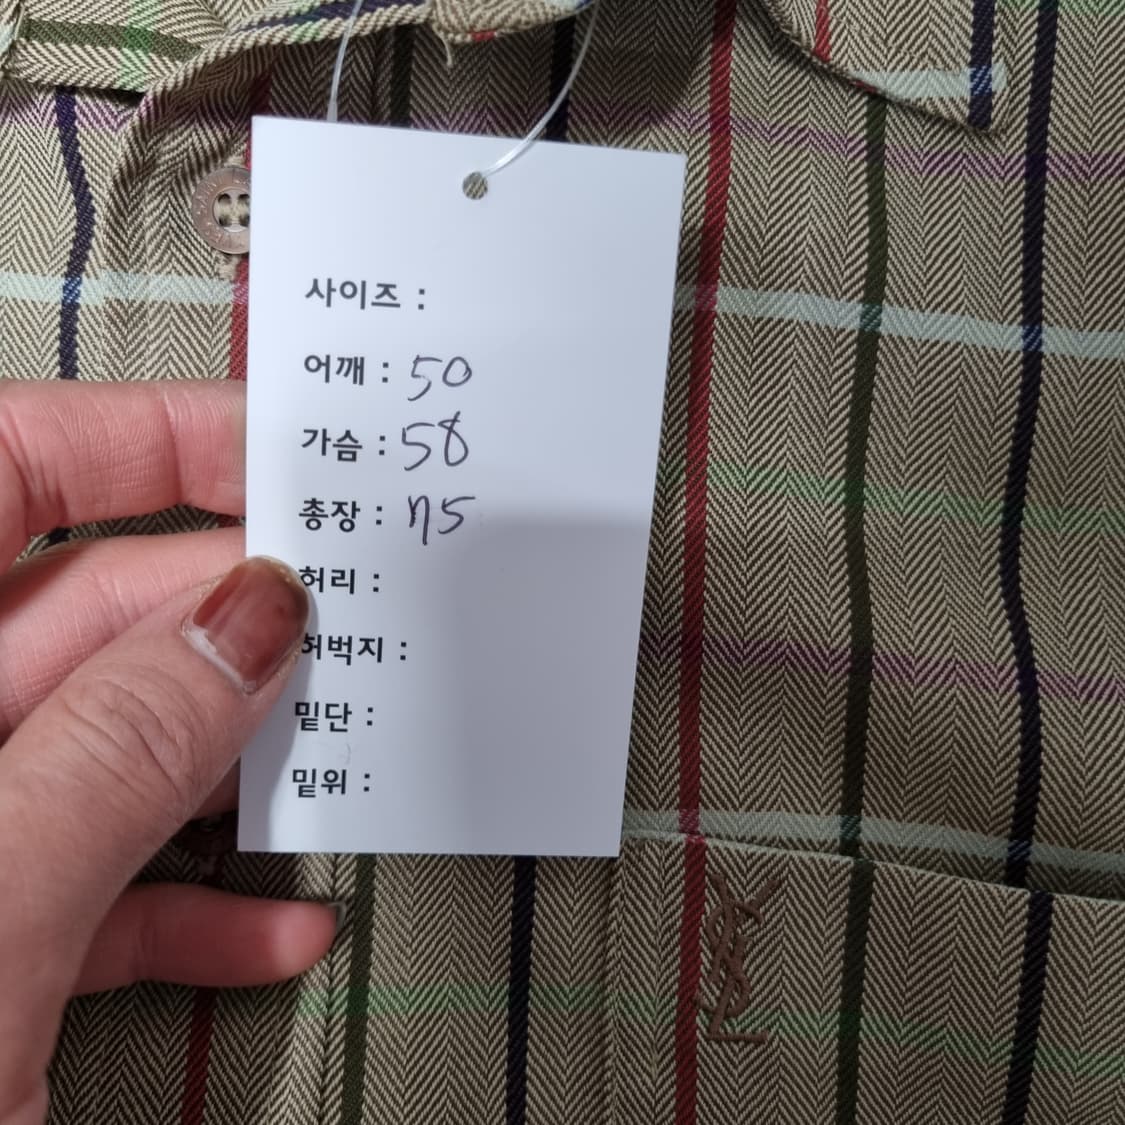 사이즈 :
어깨 : 50
가슴 : 58
총장 : 75
허리 :
허벅지 :
밑단 :
밑위 :
YSL